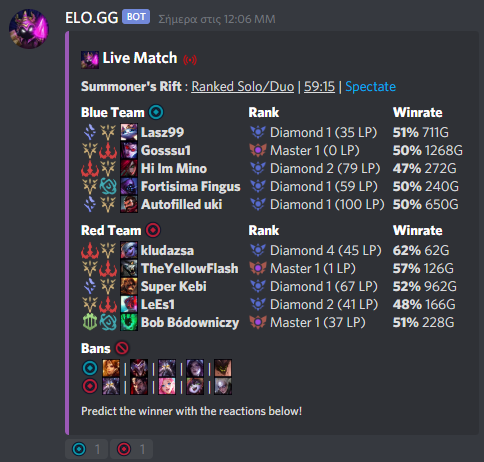 ELO.GG BOT Σήμερα στις 12:06 MM
Live Match
Summoner's Rift : Ranked Solo/Duo | 59:15 | Spectate
Blue Team Rank Winrate
Lasz99 Diamond 1 (35 LP) 51% 711G
Gosssu1 Master 1 (0 LP) 50% 1268G
Hi Im Mino Diamond 2 (79 LP) 47% 272G
Fortisima Fingus Diamond 1 (59 LP) 50% 240G
Autofilled uki Diamond 1 (100 LP) 50% 650G
Red Team Rank Winrate
kludazsa Diamond 4 (45 LP) 62% 62G
TheYellowFlash Master 1 (1 LP) 57% 126G
Super Kebi Diamond 1 (67 LP) 52% 962G
LeEs1 Diamond 2 (41 LP) 48% 166G
Bob Bódowniczy Master 1 (37 LP) 51% 228G
Bans
| | | |
| | | |
Predict the winner with the reactions below!
1 1